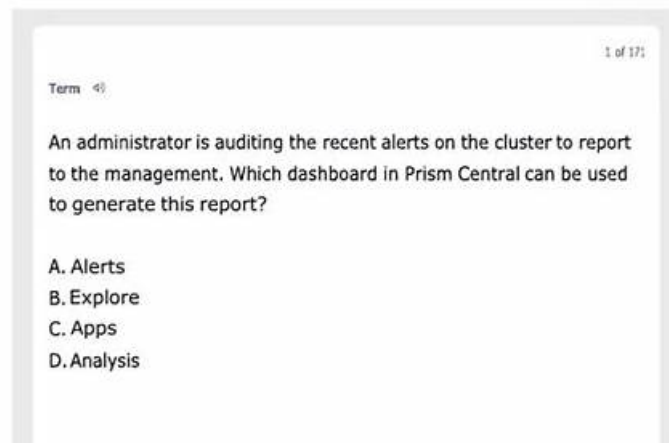 1 of 171
Term
An administrator is auditing the recent alerts on the cluster to report
to the management. Which dashboard in Prism Central can be used
to generate this report?
A. Alerts
B. Explore
C. Apps
D. Analysis